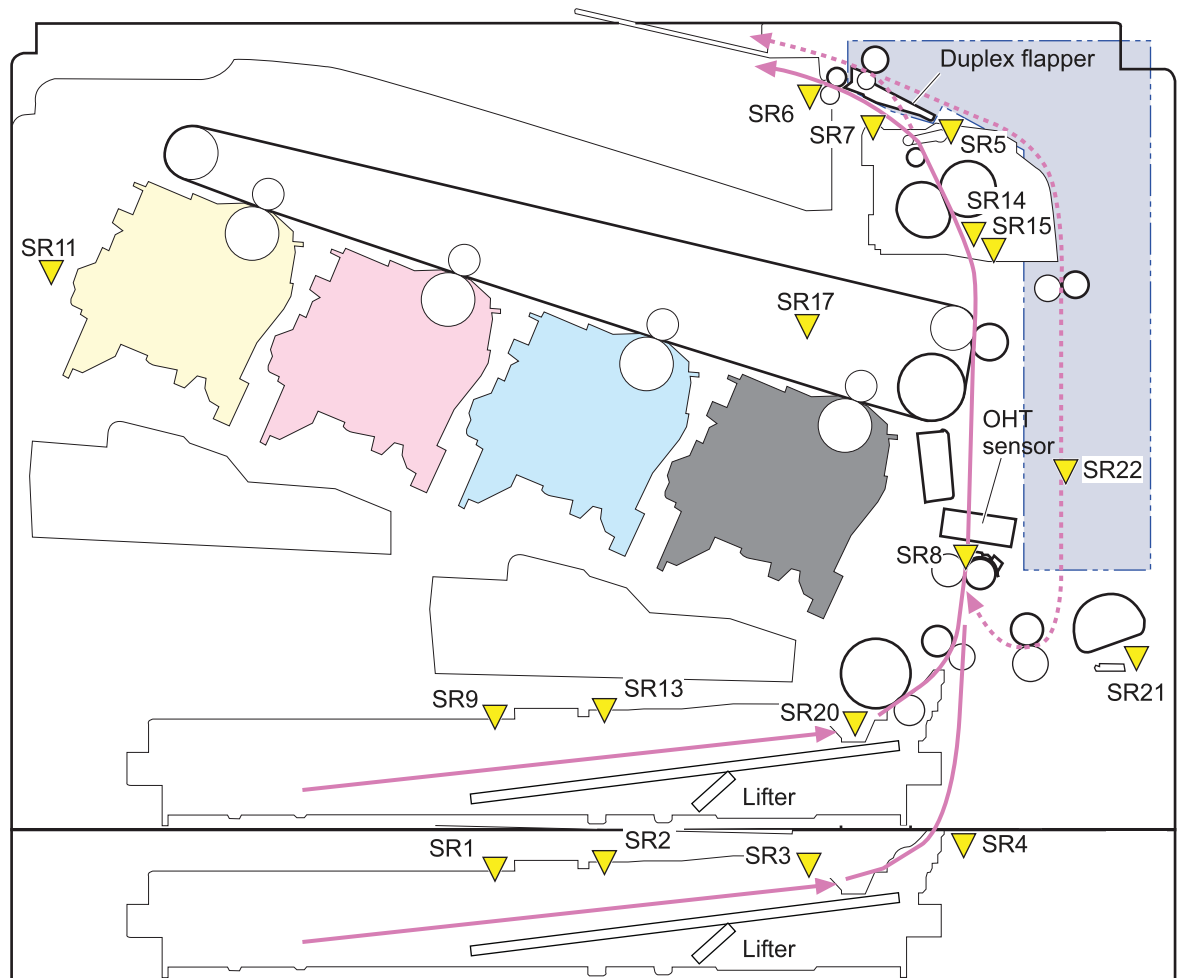 Duplex flapper
SR6
SR7
SR5
SR14
SR15
SR11
SR17
OHT
sensor
SR22
SR8
SR9
SR13
SR20
SR21
Lifter
SR1
SR2
SR3
SR4
Lifter